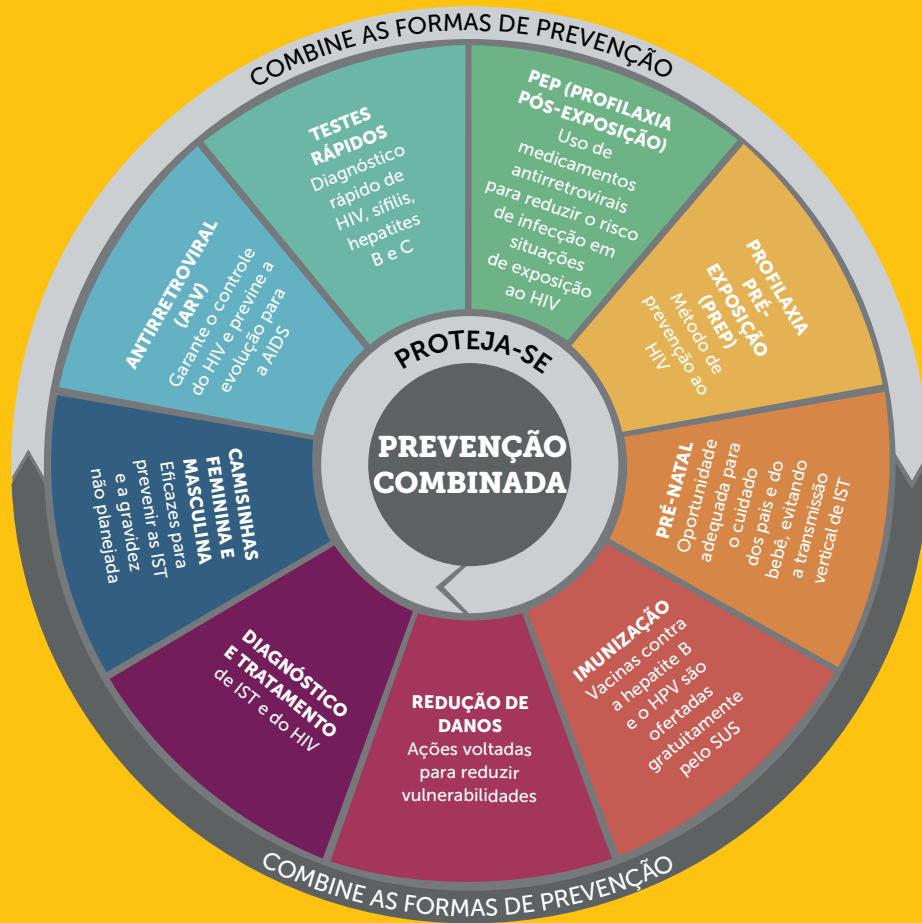 COMBINE AS FORMAS DE PREVENÇÃO
TESTES
RÁPIDOS
Diagnóstico
rápido de
HIV, sífilis,
hepatites
B e C
PEP (PROFILAXIA
PÓS-EXPOSIÇÃO)
Uso de
medicamentos
antirretrovirais
para reduzir o risco
de infecção em
situações
de exposição
ao HIV
PROFILAXIA
PRÉ-
EXPOSIÇÃO
(PREP)
Método de
prevenção ao
HIV
PRÉ-NATAL
Oportunidade
adequada para
o cuidado
dos pais e do
bebê, evitando
a transmissão
vertical de IST
IMUNIZAÇÃO
Vacinas contra
a hepatite B
e o HPV são
ofertadas
gratuitamente
pelo SUS
REDUÇÃO DE
DANOS
Ações voltadas
para reduzir
vulnerabilidades
DIAGNÓSTICO
E TRATAMENTO
de IST e do HIV
CAMISINHAS
FEMININA E
MASCULINA
Eficazes para
prevenir as IST
e a gravidez
não planejada
ANTIRRETROVIRAL
(ARV)
Garante o controle
do HIV e previne a
evolução para
a AIDS
PROTEJA-SE
PREVENÇÃO
COMBINADA
COMBINE AS FORMAS DE PREVENÇÃO